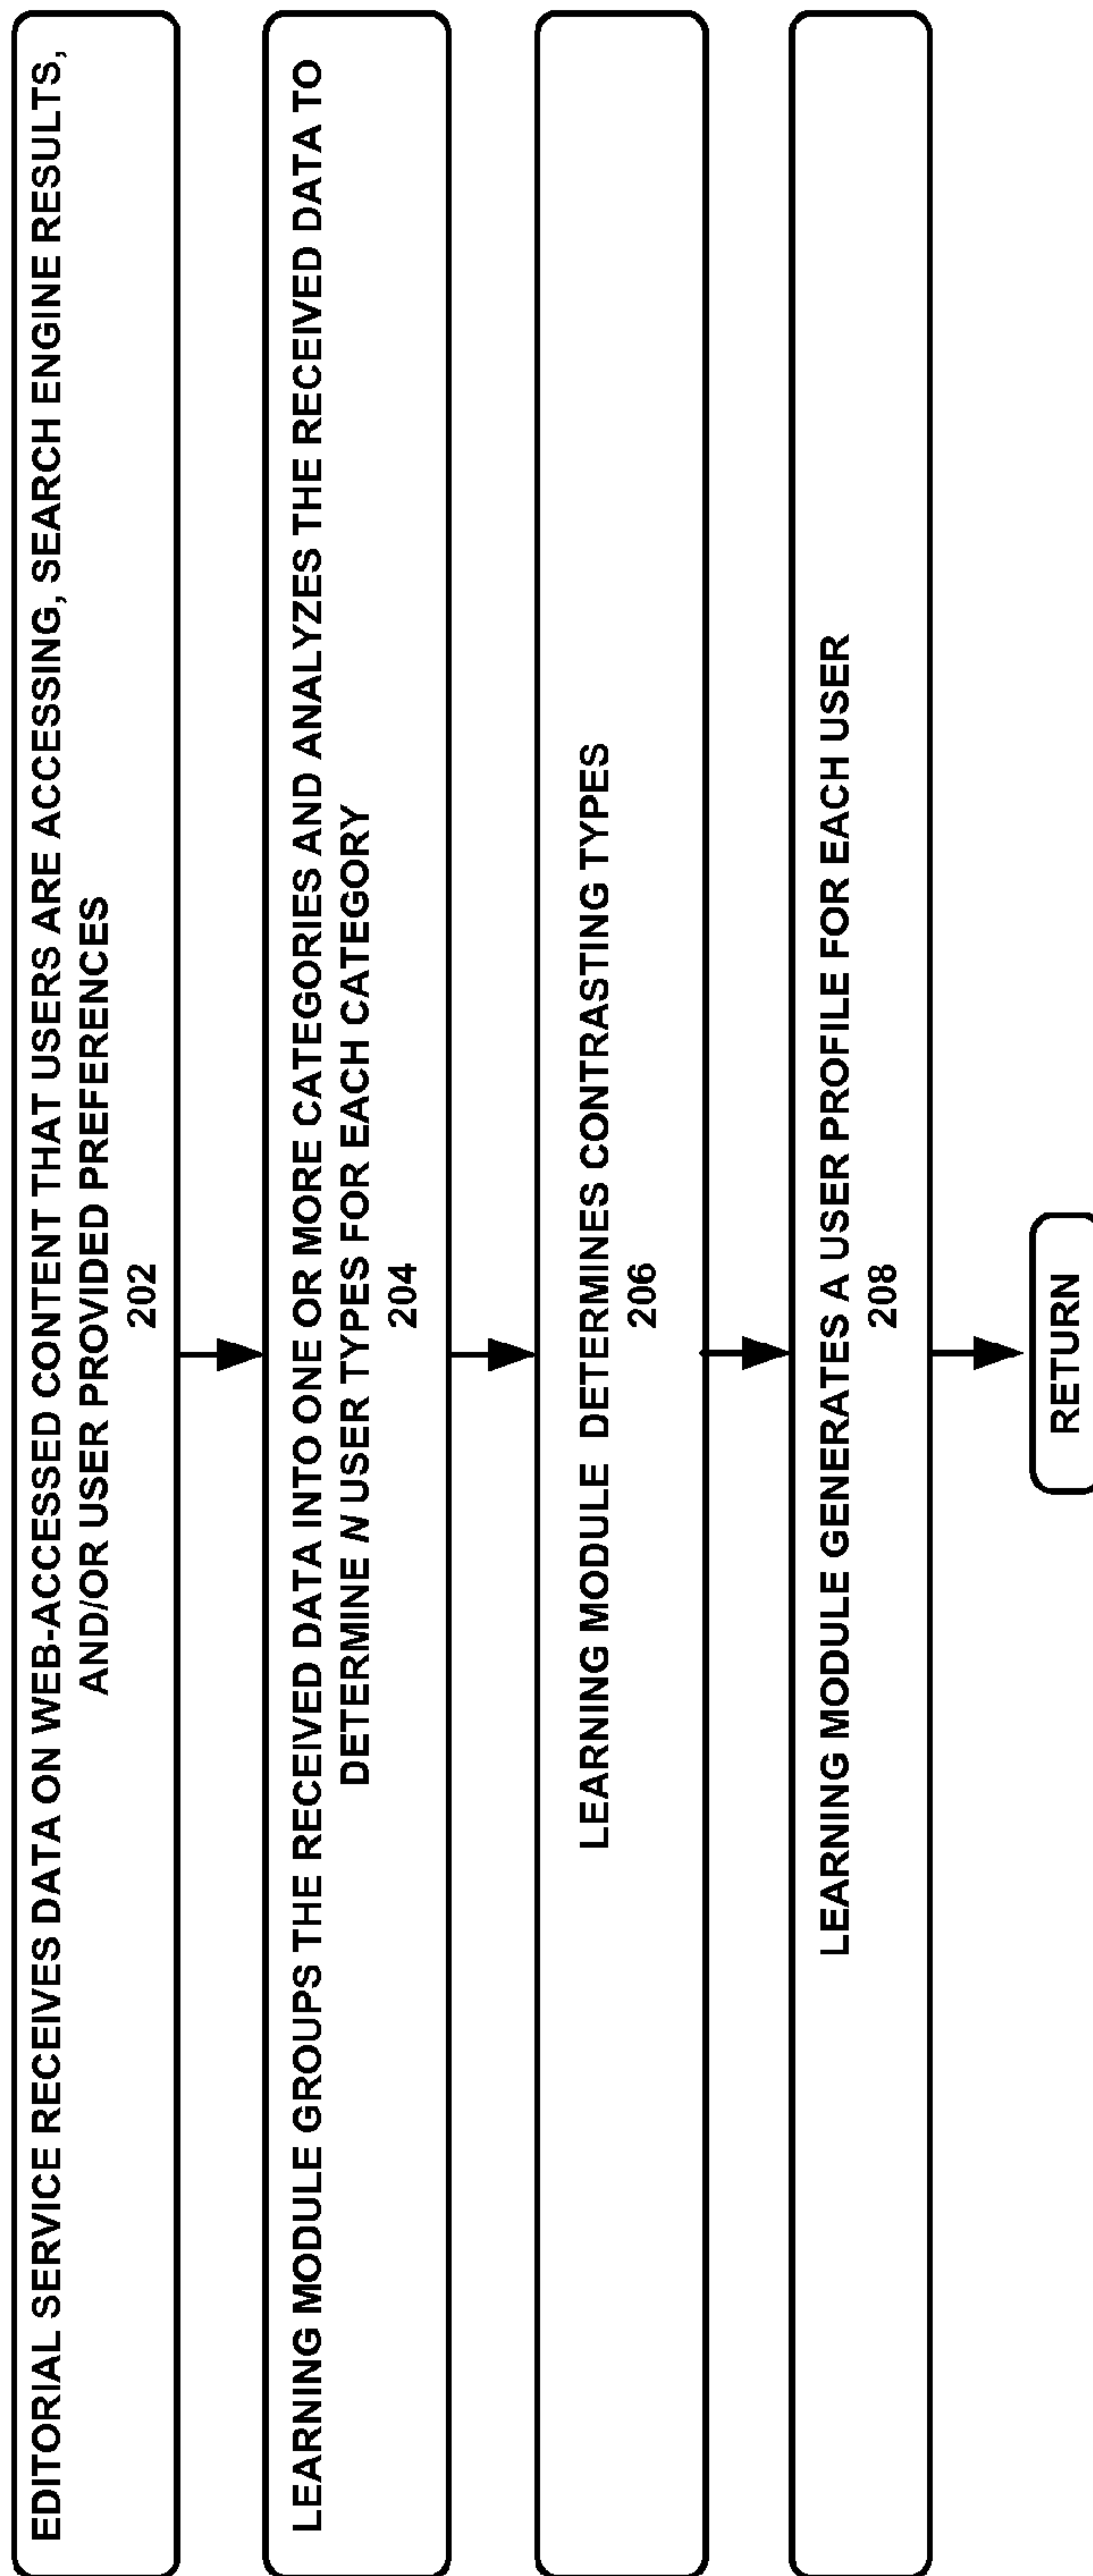 EDITORIAL SERVICE RECEIVES DATA ON WEB-ACCESSED CONTENT THAT USERS ARE ACCESSING, SEARCH ENGINE RESULTS,
AND/OR USER PROVIDED PREFERENCES
202
LEARNING MODULE GROUPS THE RECEIVED DATA INTO ONE OR MORE CATEGORIES AND ANALYZES THE RECEIVED DATA TO
DETERMINE N USER TYPES FOR EACH CATEGORY
204
LEARNING MODULE DETERMINES CONTRASTING TYPES
206
LEARNING MODULE GENERATES A USER PROFILE FOR EACH USER
208
RETURN